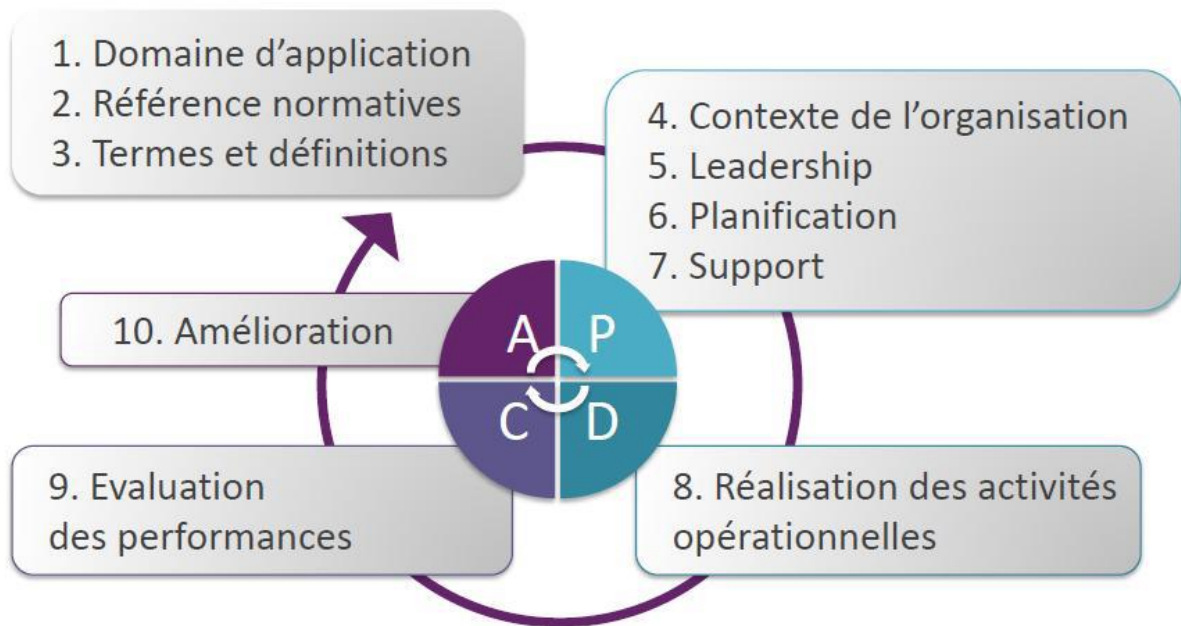 1. Domaine d’application
2. Référence normatives
3. Termes et définitions
4. Contexte de l’organisation
5. Leadership
6. Planification
7. Support
10. Amélioration
A P
C D
9. Evaluation
des performances
8. Réalisation des activités
opérationnelles